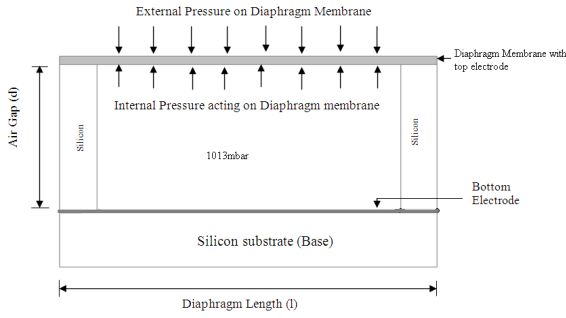 External Pressure on Diaphragm Membrane
Diaphragm Membrane with
top electrode
Air Gap (d)
Internal Pressure acting on Diaphragm membrane
Silicon
1013mbar
Silicon
Bottom
Electrode
Silicon substrate (Base)
Diaphragm Length (l)